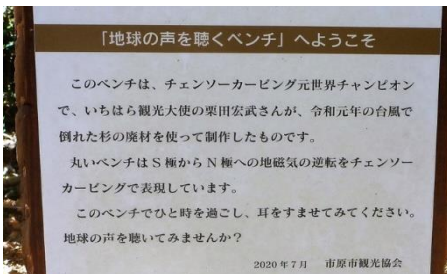 「地球の声を聴くベンチ」へようこそ
このベンチは、チェンソーカービング元世界チャンピオン
で、いちはら観光大使の栗田宏武さんが、令和元年の台風で
倒れた杉の廃材を使って制作したものです。
丸いベンチはS極からN極への地磁気の逆転をチェンソー
カービングで表現しています。
このベンチでひと時を過ごし、耳をすませてみてください。
地球の声を聴いてみませんか？
2020年7月　市原市観光協会